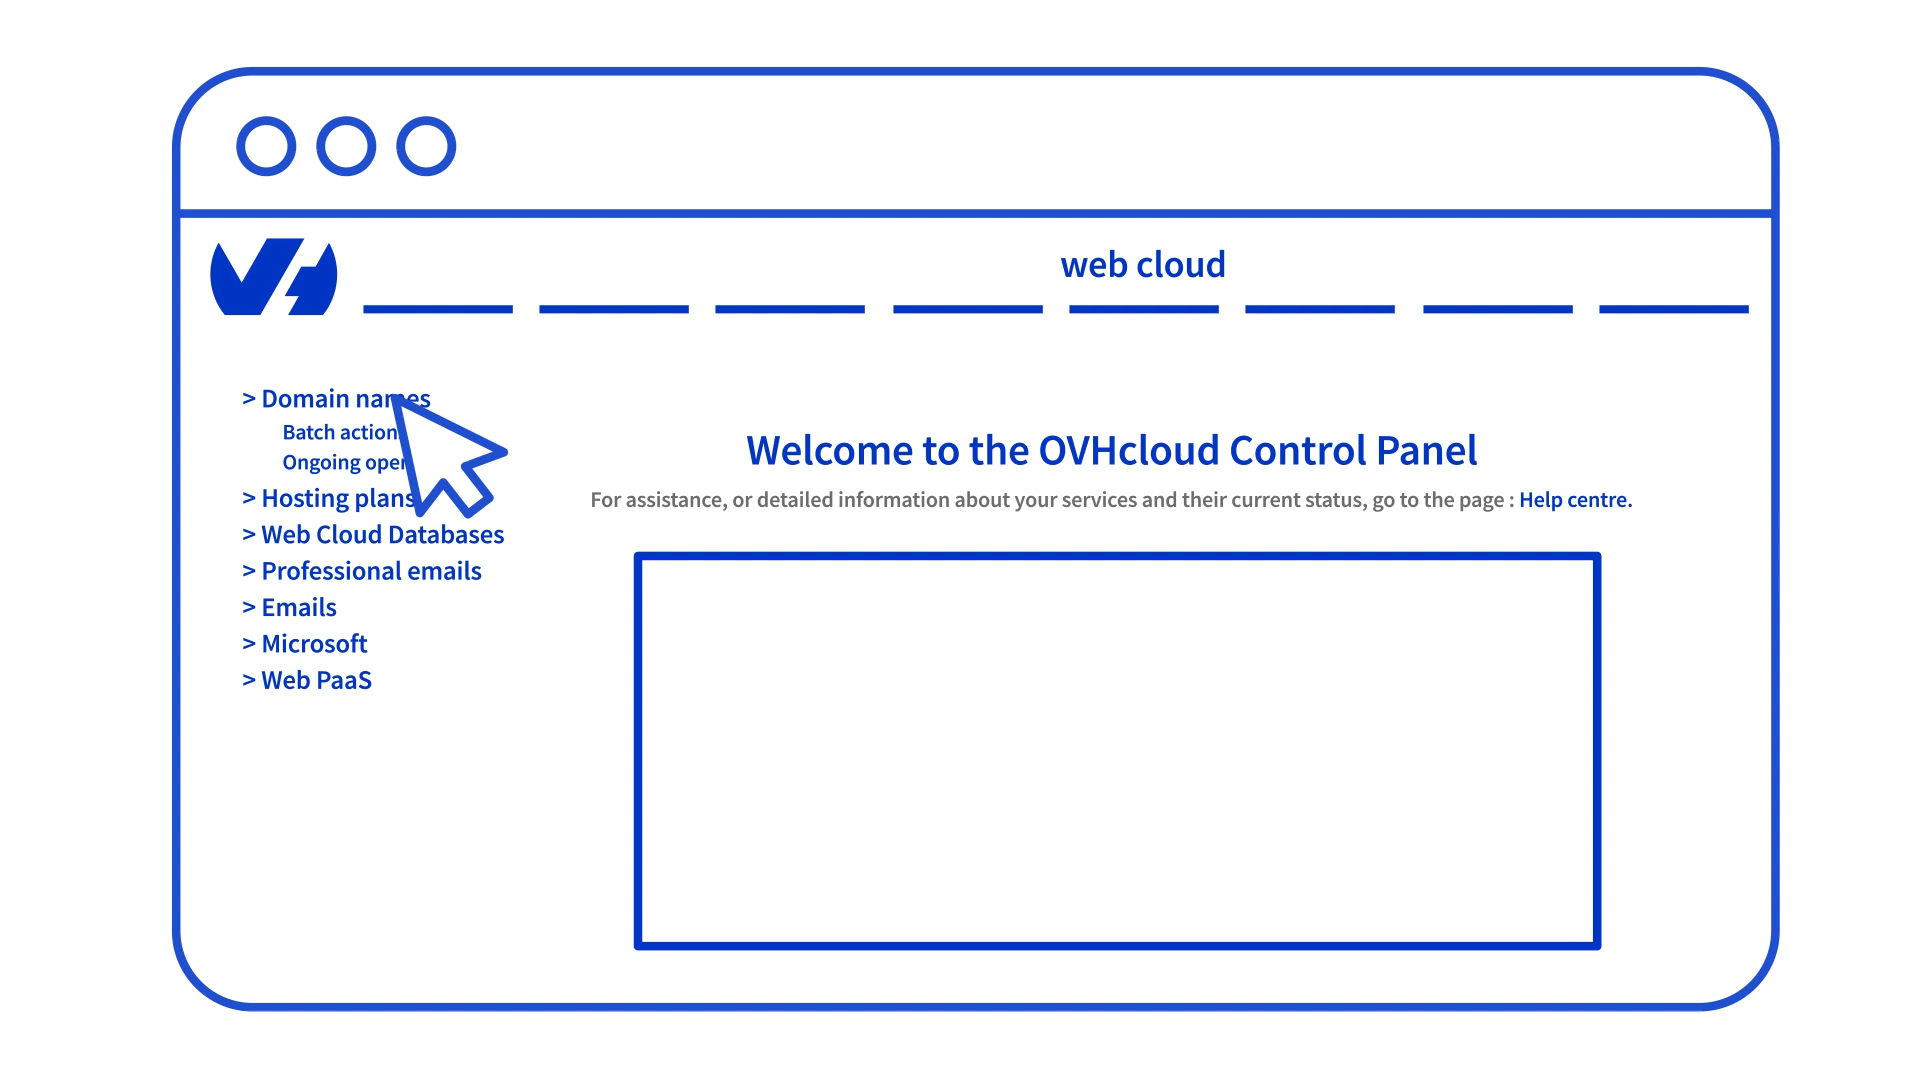 web cloud
> Domain names
Batch action
Ongoing oper
> Hosting plans
> Web Cloud Databases
> Professional emails
> Emails
> Microsoft
> Web PaaS
Welcome to the OVHcloud Control Panel
For assistance, or detailed information about your services and their current status, go to the page : Help centre.